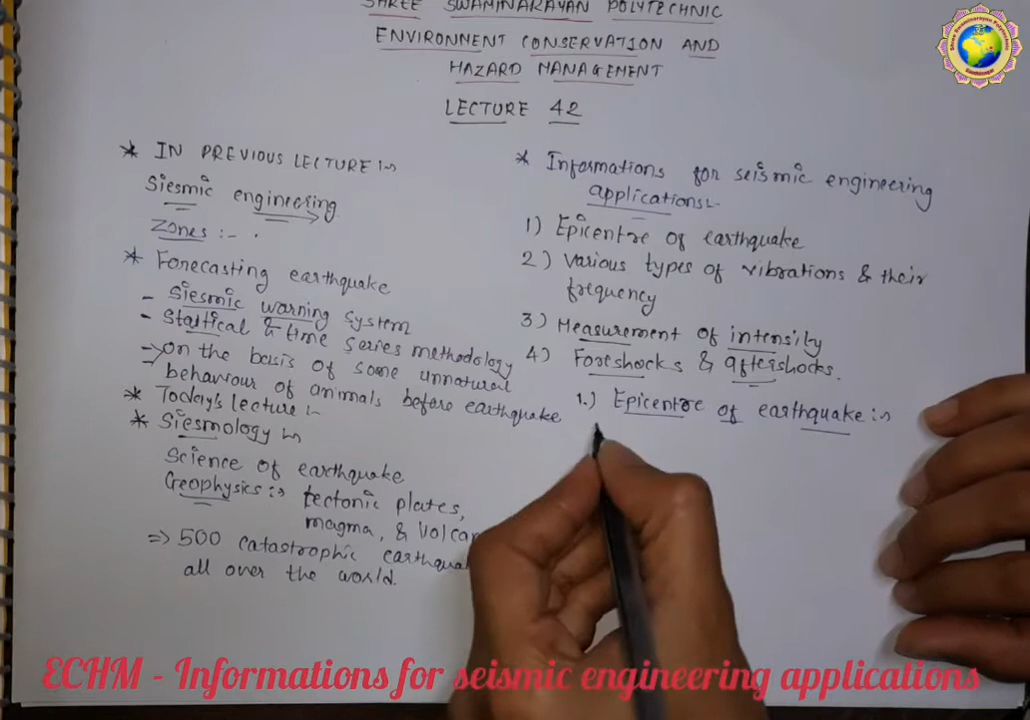 SHREE SWAMINARAYAN POLYTECHNIC
ENVIRONMENT CONSERVATION AND
HAZARD MANAGEMENT
LECTURE 42
* IN PREVIOUS LECTURE :-
Siesmic engineering
Zones :-
* Forecasting earthquake
- Siesmic warning system
- Stastical & time series methodology
=> on the basis of some unnatural
behaviour of animals before earthquake
* Today's lecture :-
* Siesmology :-
Science of earthquake
Geophysics :-> tectonic plates,
magma, & volcan
=> 500 catastrophic earthqua
all over the world.
* Informations for seismic engineering
applications :-
1) Epicentre of earthquake
2) Various types of vibrations & their
frequency
3) Measurement of intensity
4) Foreshocks & aftershocks.
1.) Epicentre of earthquake :-
ECHM - Informations for seismic engineering applications